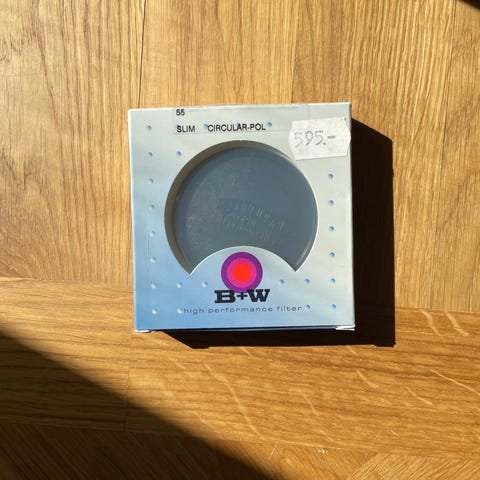 55
SLIM CIRCULAR-POL
595.-
B+W
high performance filter